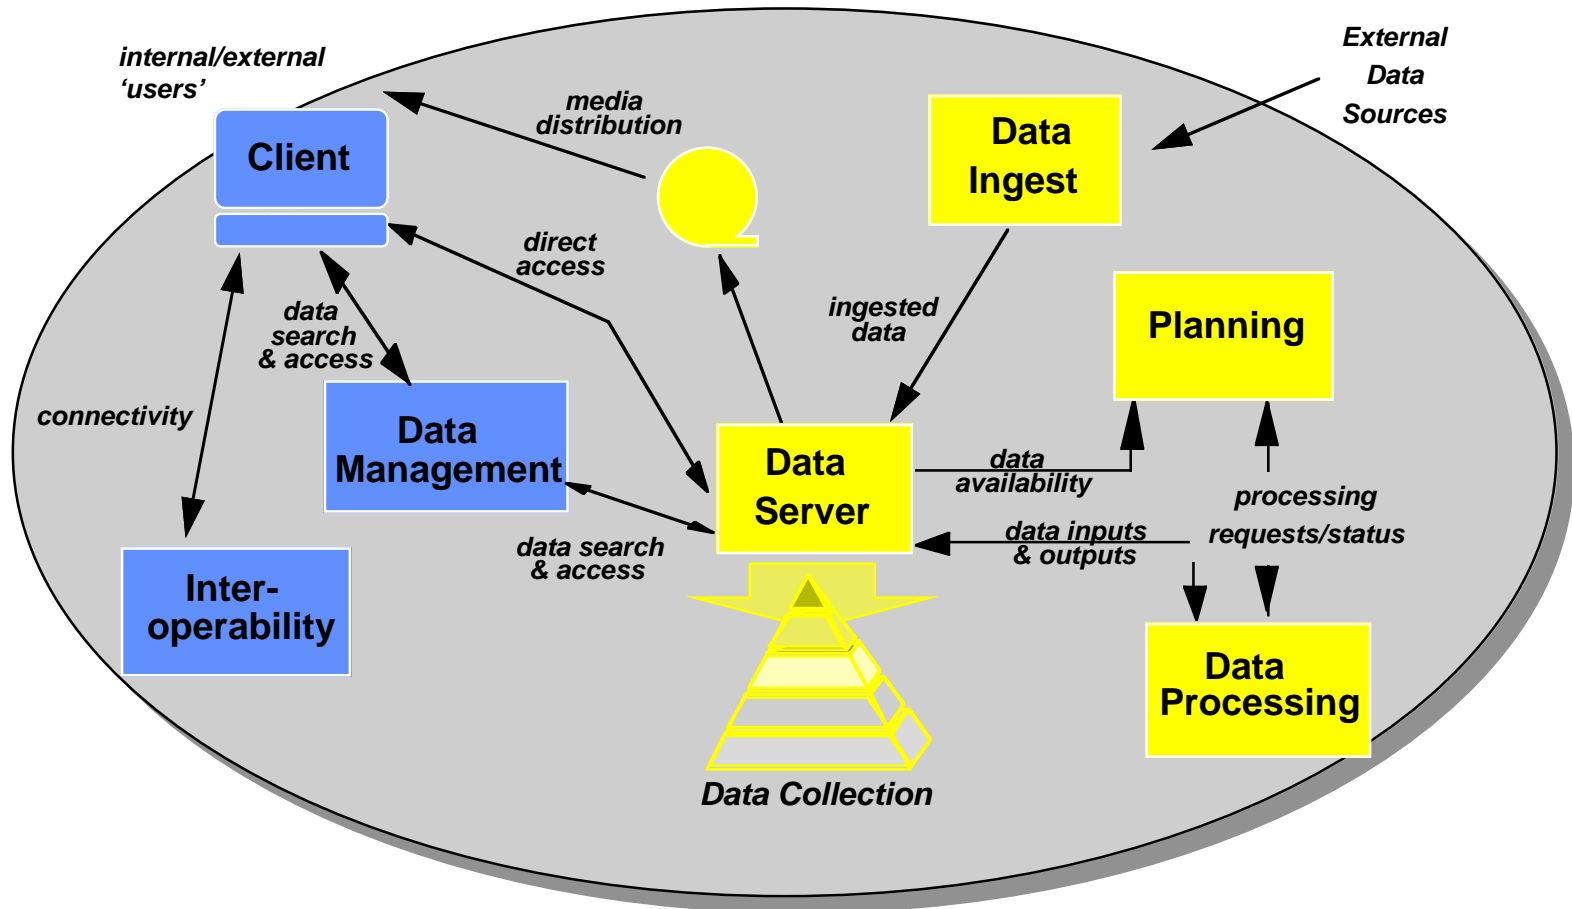 internal/external
‘users’
Client
media
distribution
Data
Ingest
External
Data
Sources
direct
access
data
search
& access
ingested
data
Planning
connectivity
Data
Management
Data
Server
data
availability
processing
requests/status
data inputs
& outputs
data search
& access
Inter-
operability
Data
Processing
Data Collection